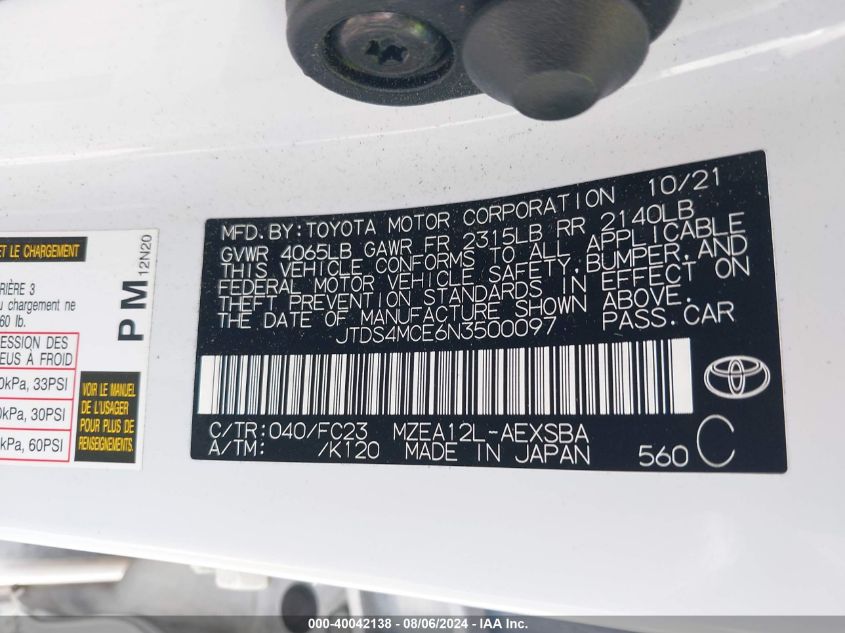 ET LE CHARGEMENT
PM 12N20
RIÈRE 3
u chargement ne
60 lb.
ESSION DES
EUS À FROID
0kPa, 33PSI
0kPa, 30PSI
kPa, 60PSI
VOIR LE MANUEL
DE L'USAGER
POUR PLUS DE
RENSEIGNEMENTS
MFD. BY: TOYOTA MOTOR CORPORATION 10/21
GVWR 4065LB GAWR FR 2315LB RR 2140LB
THIS VEHICLE CONFORMS TO ALL APPLICABLE
FEDERAL MOTOR VEHICLE SAFETY, BUMPER, AND
THEFT PREVENTION STANDARDS IN EFFECT ON
THE DATE OF MANUFACTURE SHOWN ABOVE.
JTDS4MCE6N3500097 PASS. CAR
C/TR: 040/FC23 MZEA12L-AEXSBA
A/TM: /K120 MADE IN JAPAN 560 C
000-40042138 - 08/06/2024 - IAA Inc.